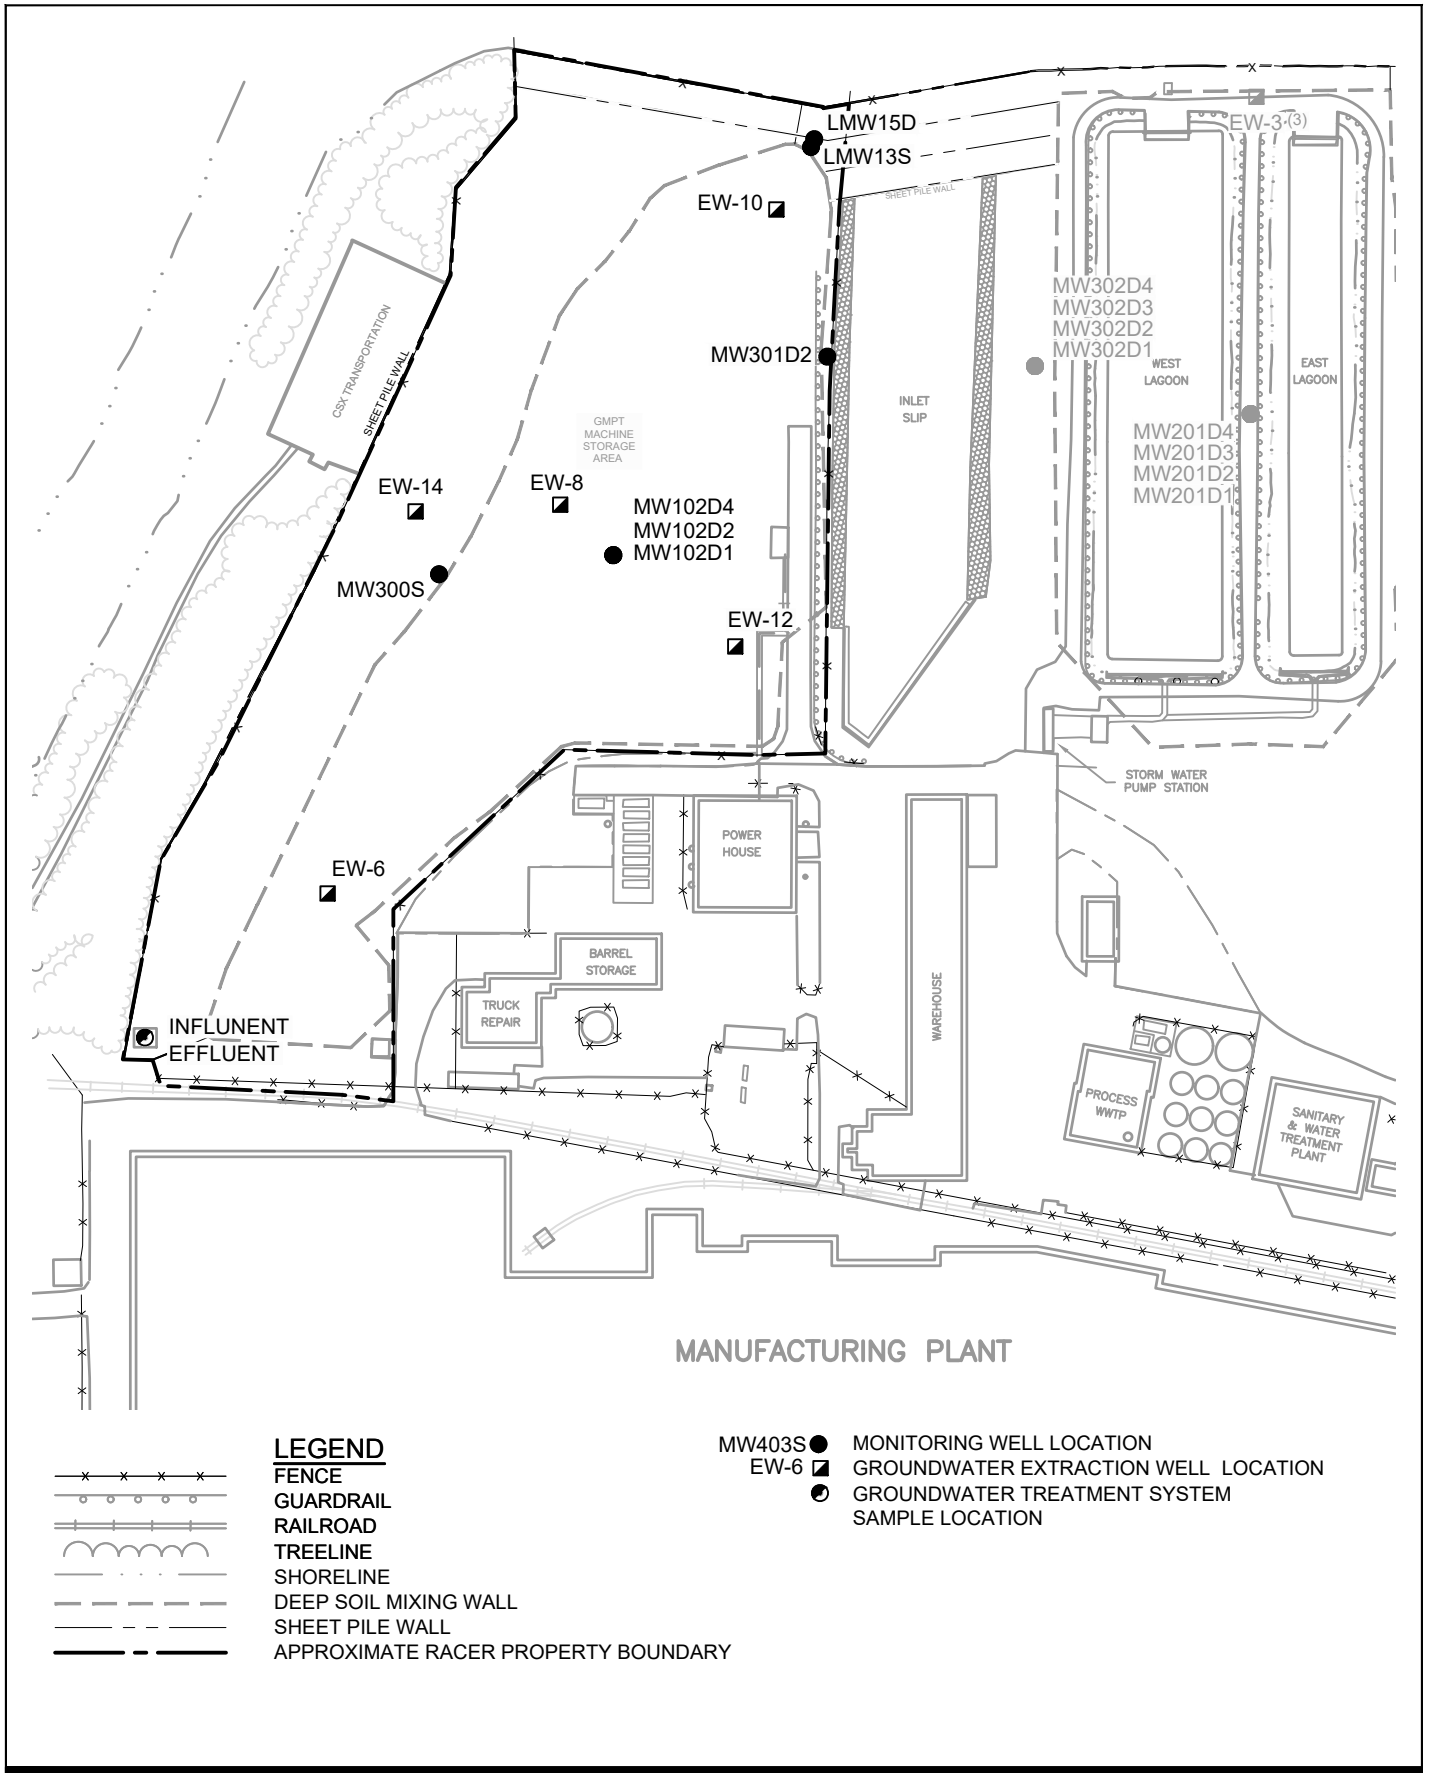 LMW15D
EW-3 (3)
LMW13S
SHEET PILE WALL
EW-10
MW302D4
MW302D3
MW302D2
MW302D1
MW301D2
CSX TRANSPORTATION
SHEET PILE WALL
WEST
LAGOON
EAST
LAGOON
INLET
SLIP
GMPT
MACHINE
STORAGE
AREA
MW201D4
MW201D3
MW201D2
MW201D1
EW-14
EW-8
MW102D4
MW102D2
MW102D1
MW300S
EW-12
STORM WATER
PUMP STATION
POWER
HOUSE
EW-6
BARREL
STORAGE
TRUCK
REPAIR
WAREHOUSE
INFLUNENT
EFFLUENT
PROCESS
WWTP
SANITARY
& WATER
TREATMENT
PLANT
MANUFACTURING PLANT
LEGEND
FENCE
GUARDRAIL
RAILROAD
TREELINE
SHORELINE
DEEP SOIL MIXING WALL
SHEET PILE WALL
APPROXIMATE RACER PROPERTY BOUNDARY
MW403S MONITORING WELL LOCATION
EW-6 GROUNDWATER EXTRACTION WELL LOCATION
GROUNDWATER TREATMENT SYSTEM
SAMPLE LOCATION